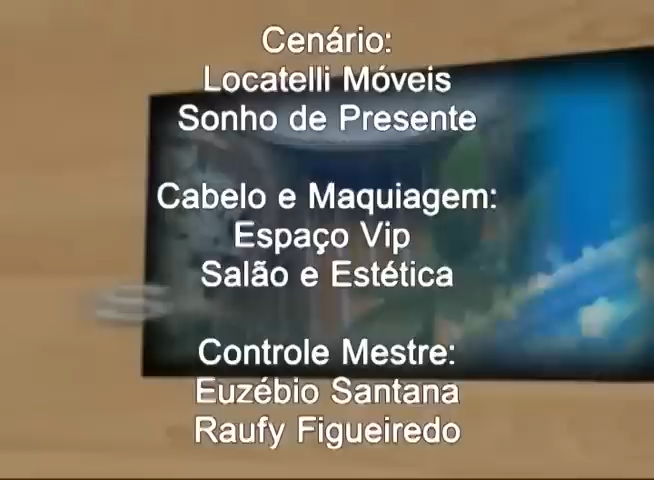 Cenário:
Locatelli Móveis
Sonho de Presente
Cabelo e Maquiagem:
Espaço Vip
Salão e Estética
Controle Mestre:
Euzébio Santana
Raufy Figueiredo